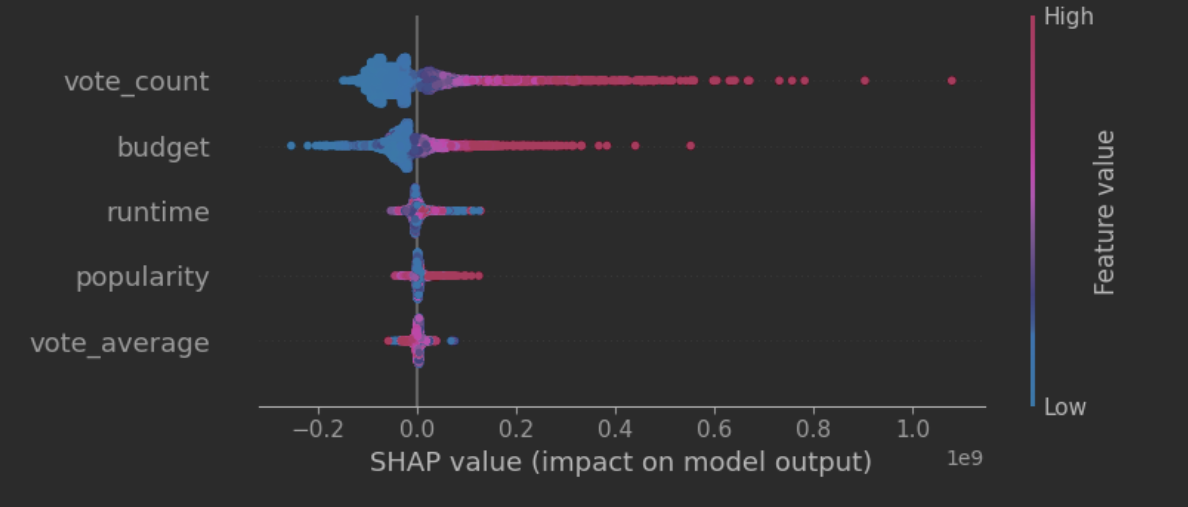 High
vote_count
budget
runtime
popularity
vote_average
Feature value
Low
−0.2 0.0 0.2 0.4 0.6 0.8 1.0
SHAP value (impact on model output)
1e9